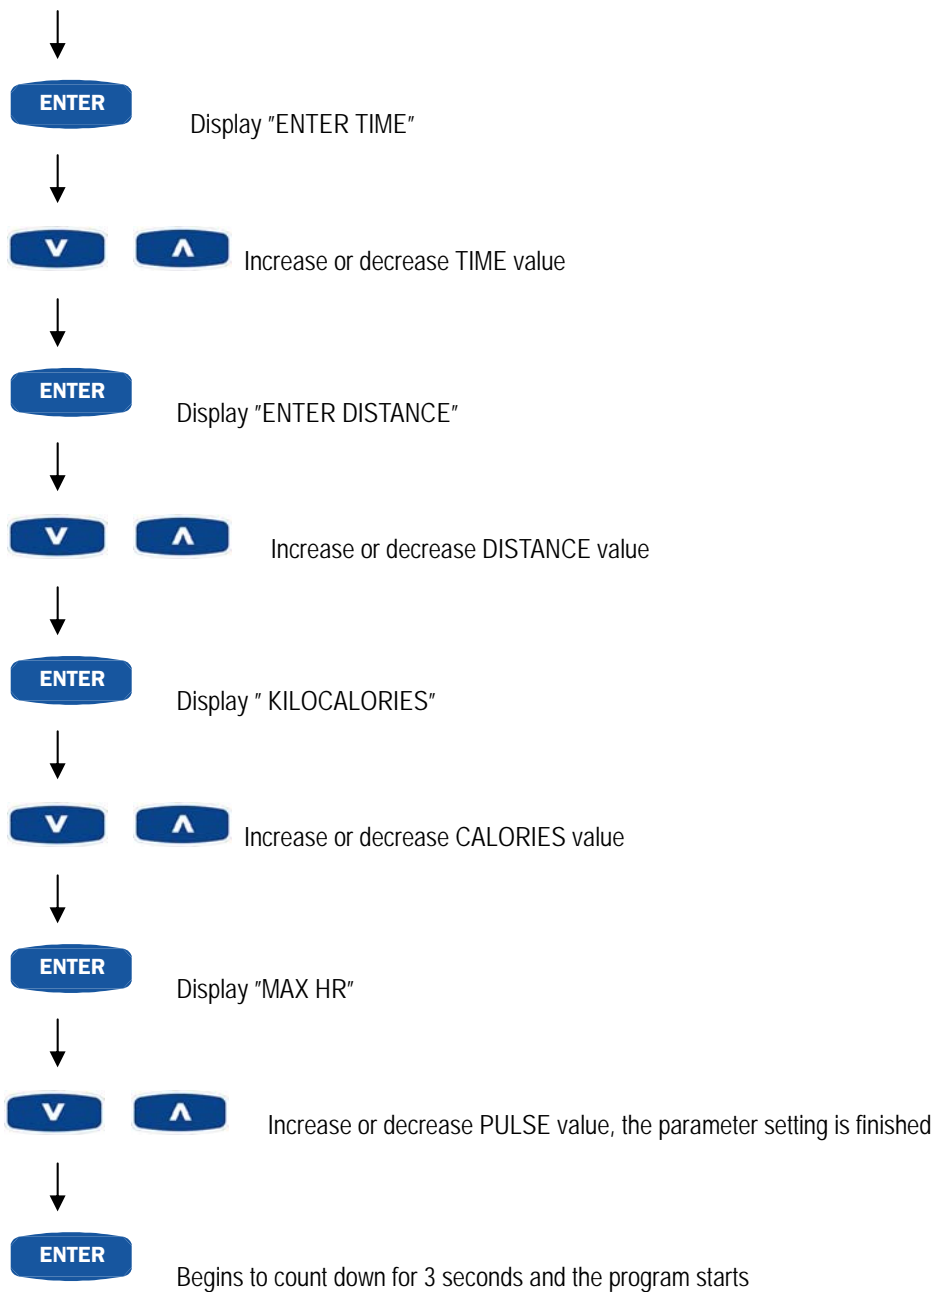 ENTER
Display "ENTER TIME"
v ʌ Increase or decrease TIME value
ENTER
Display "ENTER DISTANCE"
v ʌ Increase or decrease DISTANCE value
ENTER
Display " KILOCALORIES"
v ʌ Increase or decrease CALORIES value
ENTER
Display "MAX HR"
v ʌ Increase or decrease PULSE value, the parameter setting is finished
ENTER
Begins to count down for 3 seconds and the program starts